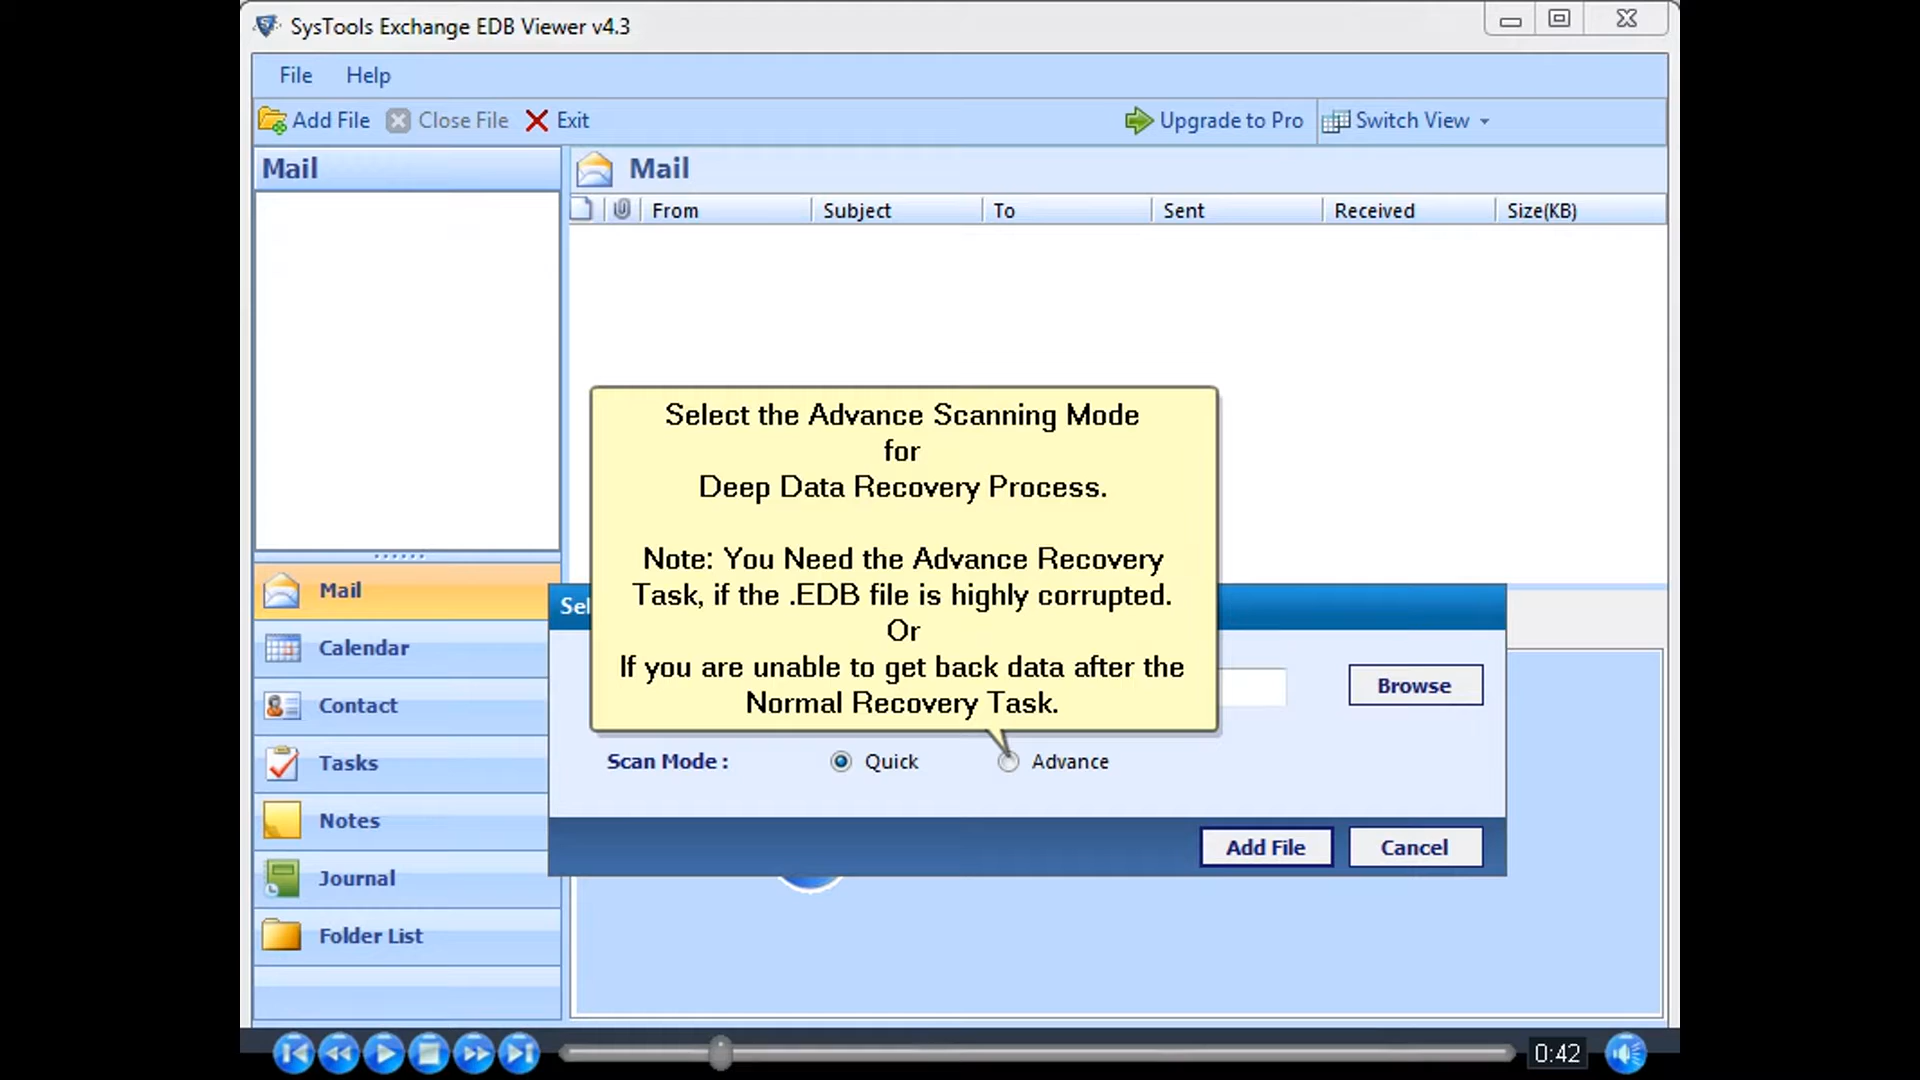 SysTools Exchange EDB Viewer v4.3
File Help
Add File Close File Exit Upgrade to Pro Switch View
Mail
Mail
From Subject To Sent Received Size(KB)
Select the Advance Scanning Mode
for
Deep Data Recovery Process.
Note: You Need the Advance Recovery
Task, if the .EDB file is highly corrupted.
Or
If you are unable to get back data after the
Normal Recovery Task.
Mail
Calendar
Contact
Tasks
Notes
Journal
Folder List
Sel
Browse
Scan Mode : Quick Advance
Add File Cancel
0:42